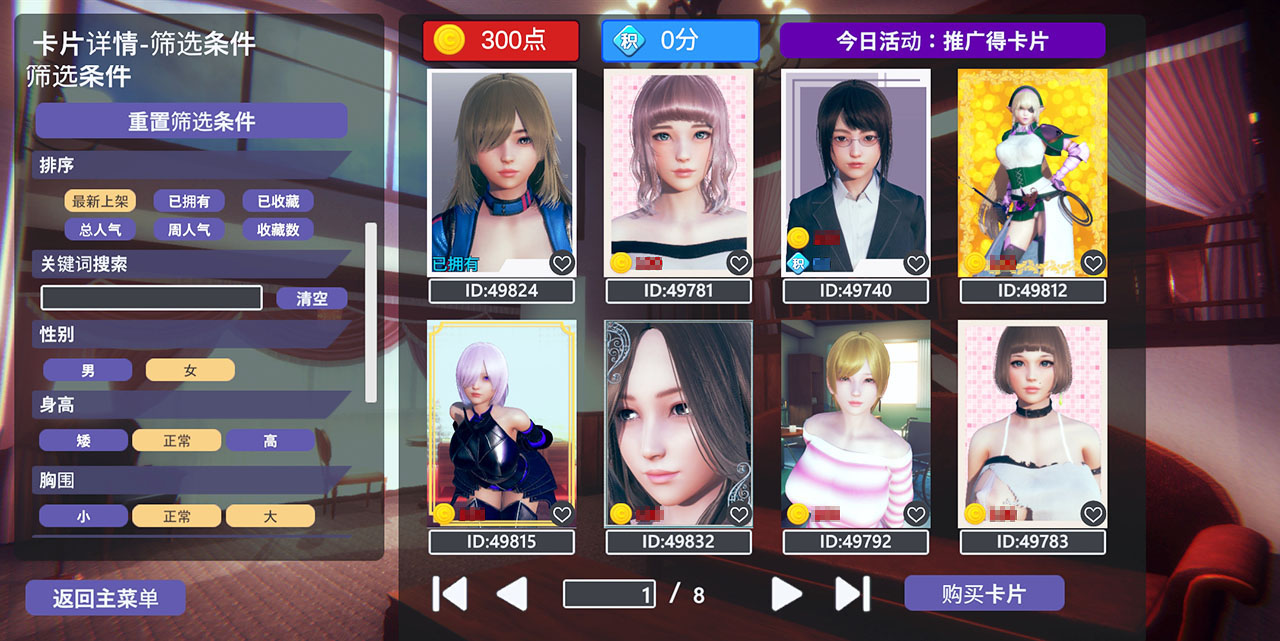 卡片详情-筛选条件
筛选条件
重置筛选条件
排序
最新上架 已拥有 已收藏
总人气 周人气 收藏数
关键词搜索
清空
性别
男 女
身高
矮 正常 高
胸围
小 正常 大
返回主菜单
300点 积 0分 今日活动：推广得卡片
已拥有
积
ID:49824 ID:49781 ID:49740 ID:49812
ID:49815 ID:49832 ID:49792 ID:49783
1 / 8
购买卡片